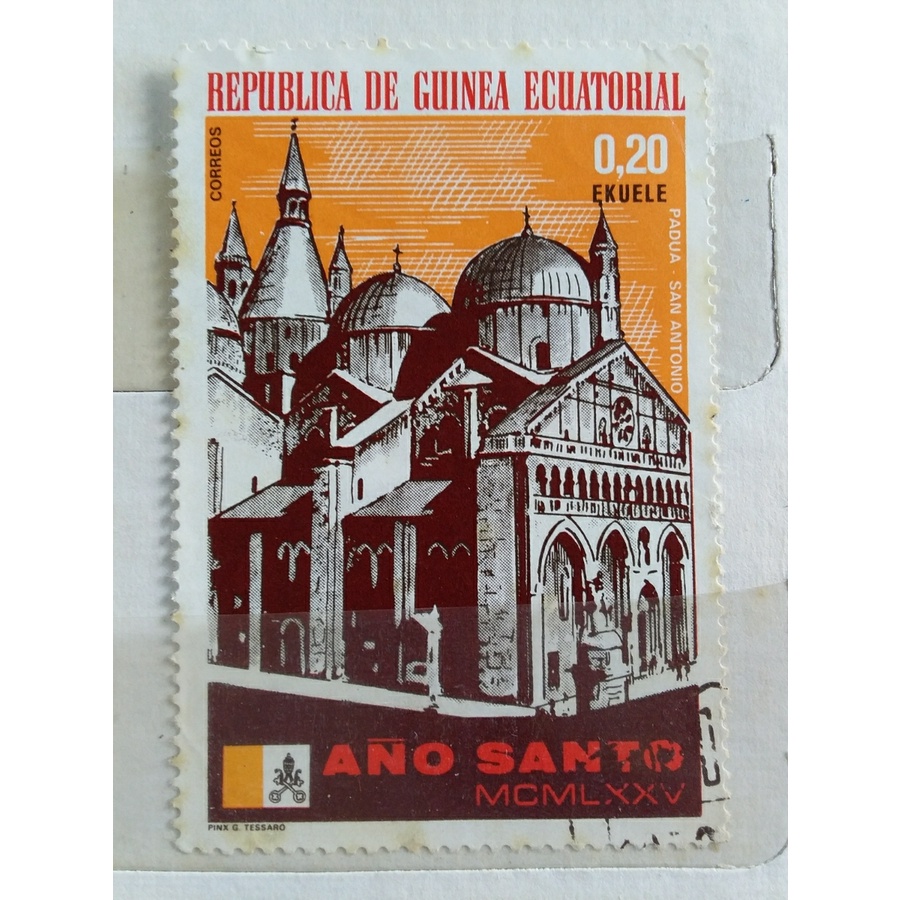 REPUBLICA DE GUINEA ECUATORIAL
CORREOS
0,20
EKUELE
PADUA · SAN ANTONIO
AÑO SANTO
MCMLXXV
PINX G. TESSARO